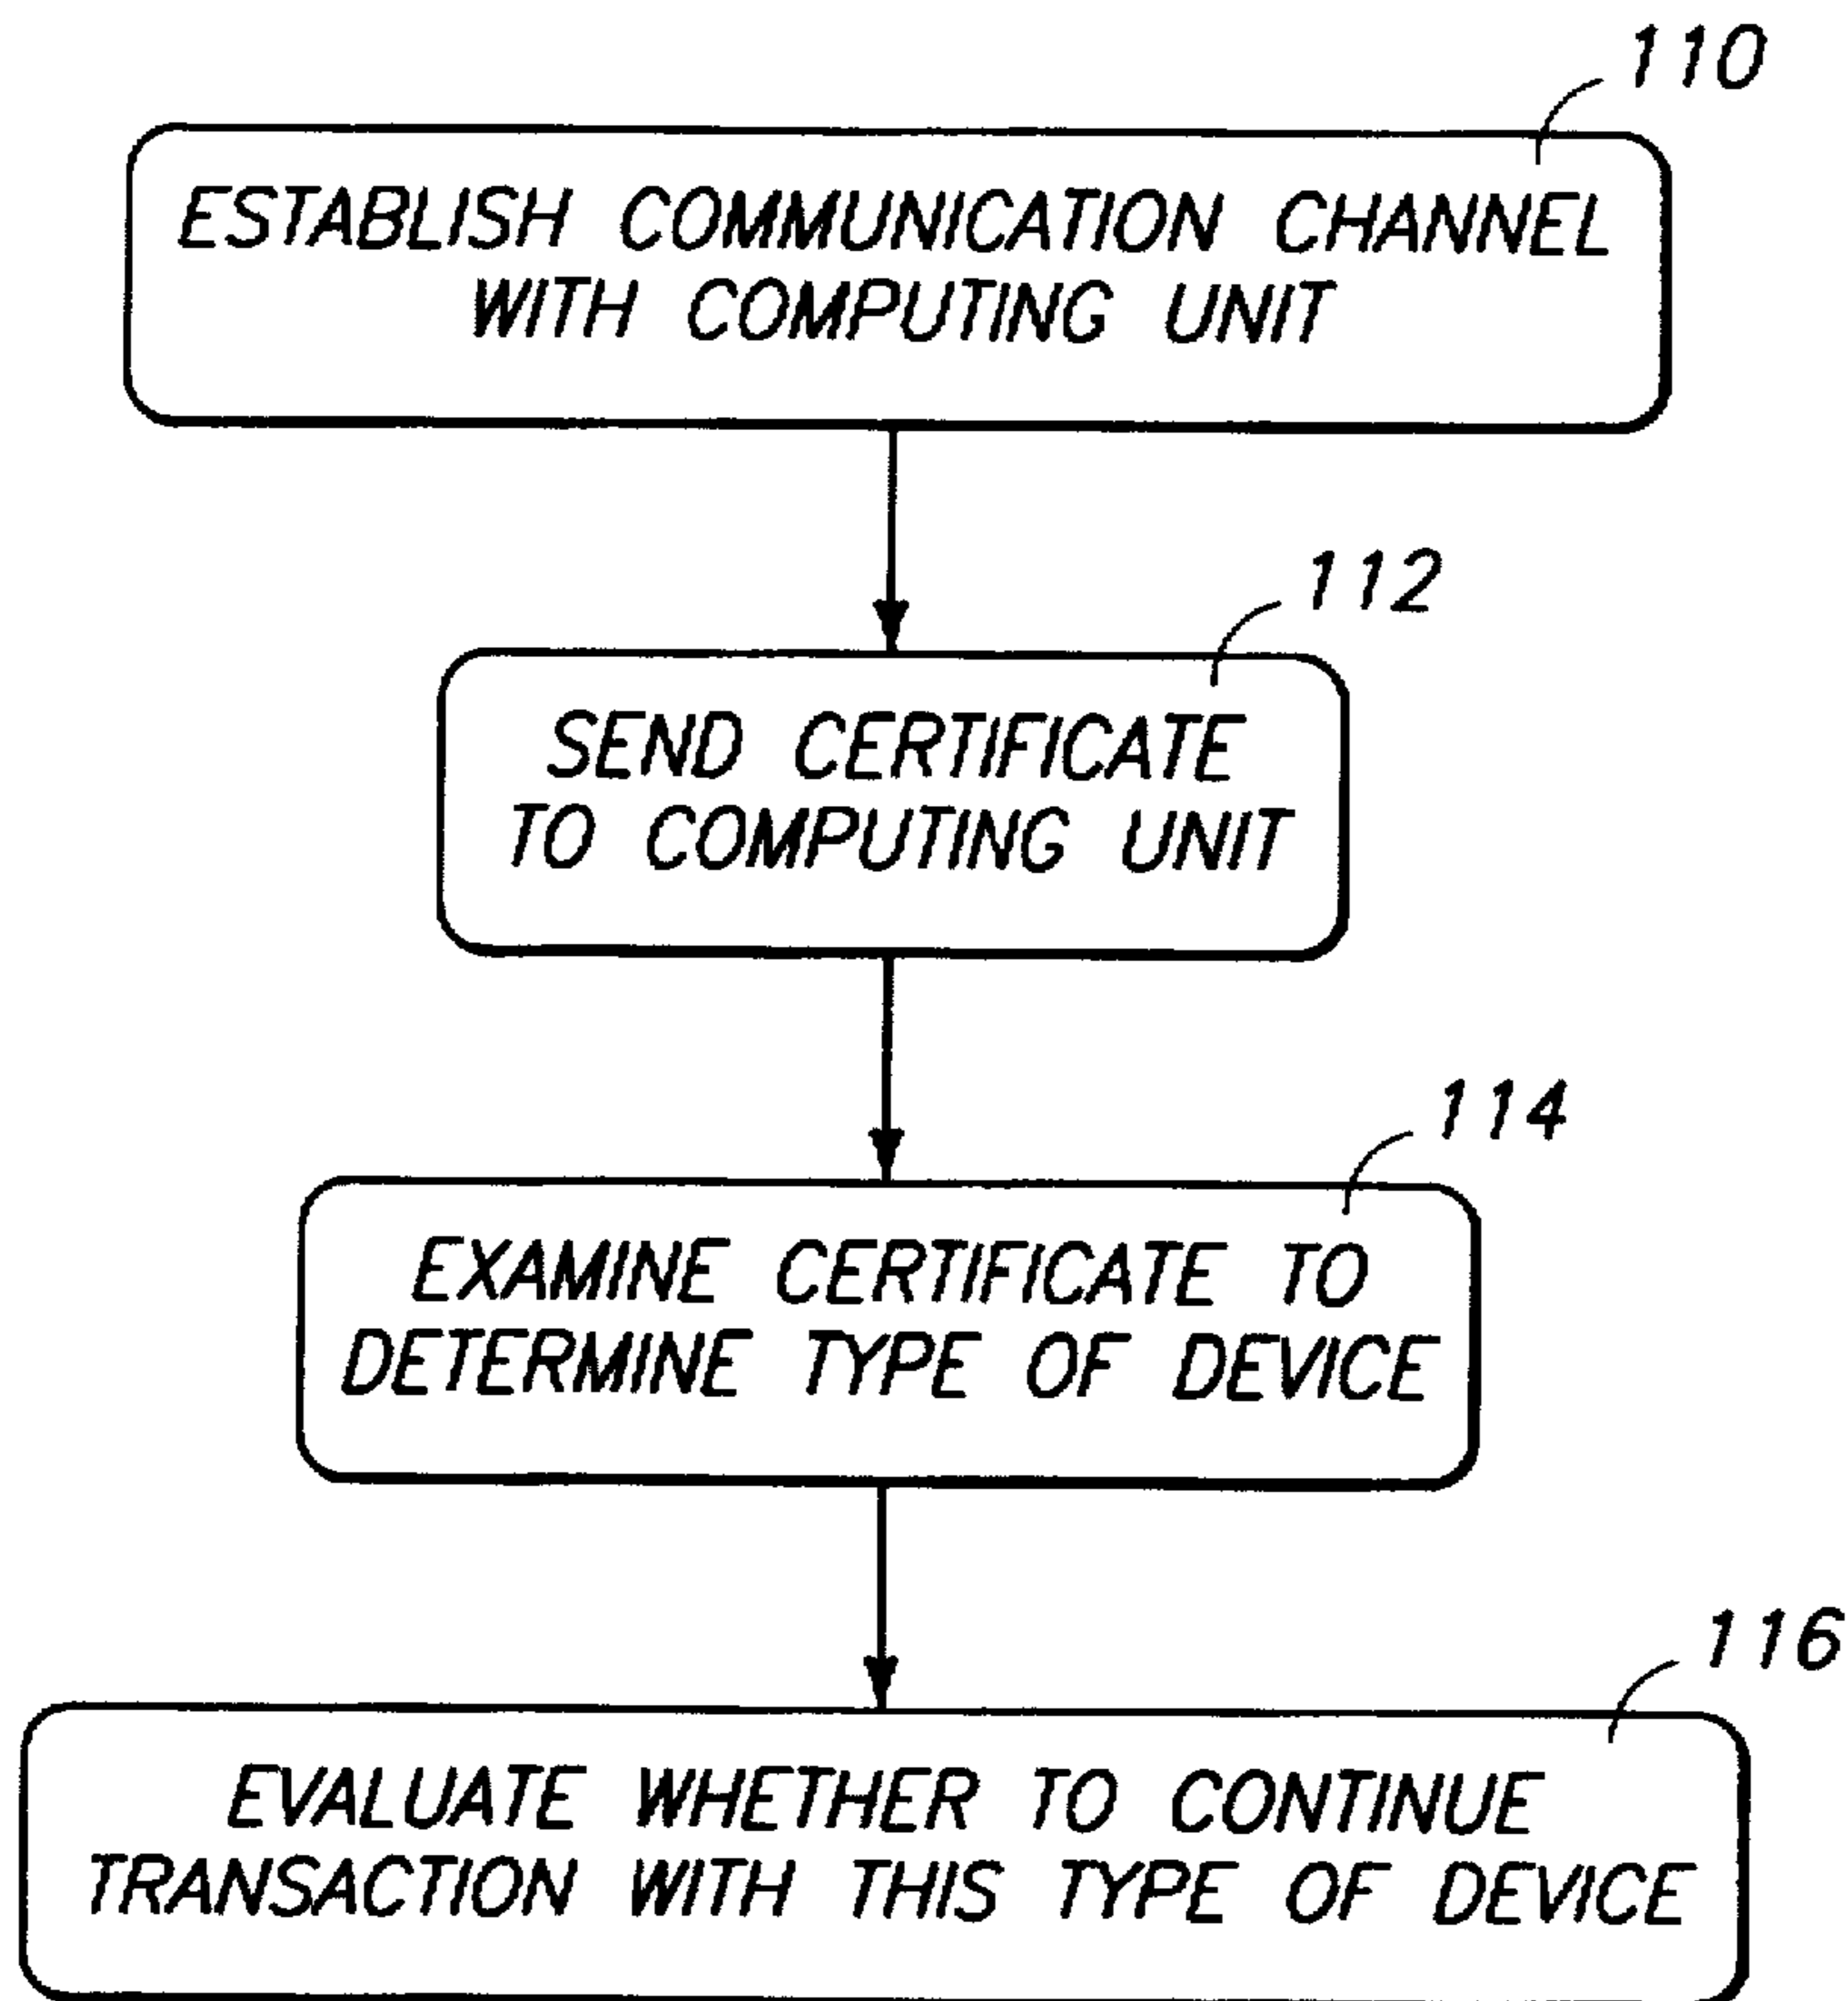 110
ESTABLISH COMMUNICATION CHANNEL
WITH COMPUTING UNIT
112
SEND CERTIFICATE
TO COMPUTING UNIT
114
EXAMINE CERTIFICATE TO
DETERMINE TYPE OF DEVICE
116
EVALUATE WHETHER TO CONTINUE
TRANSACTION WITH THIS TYPE OF DEVICE